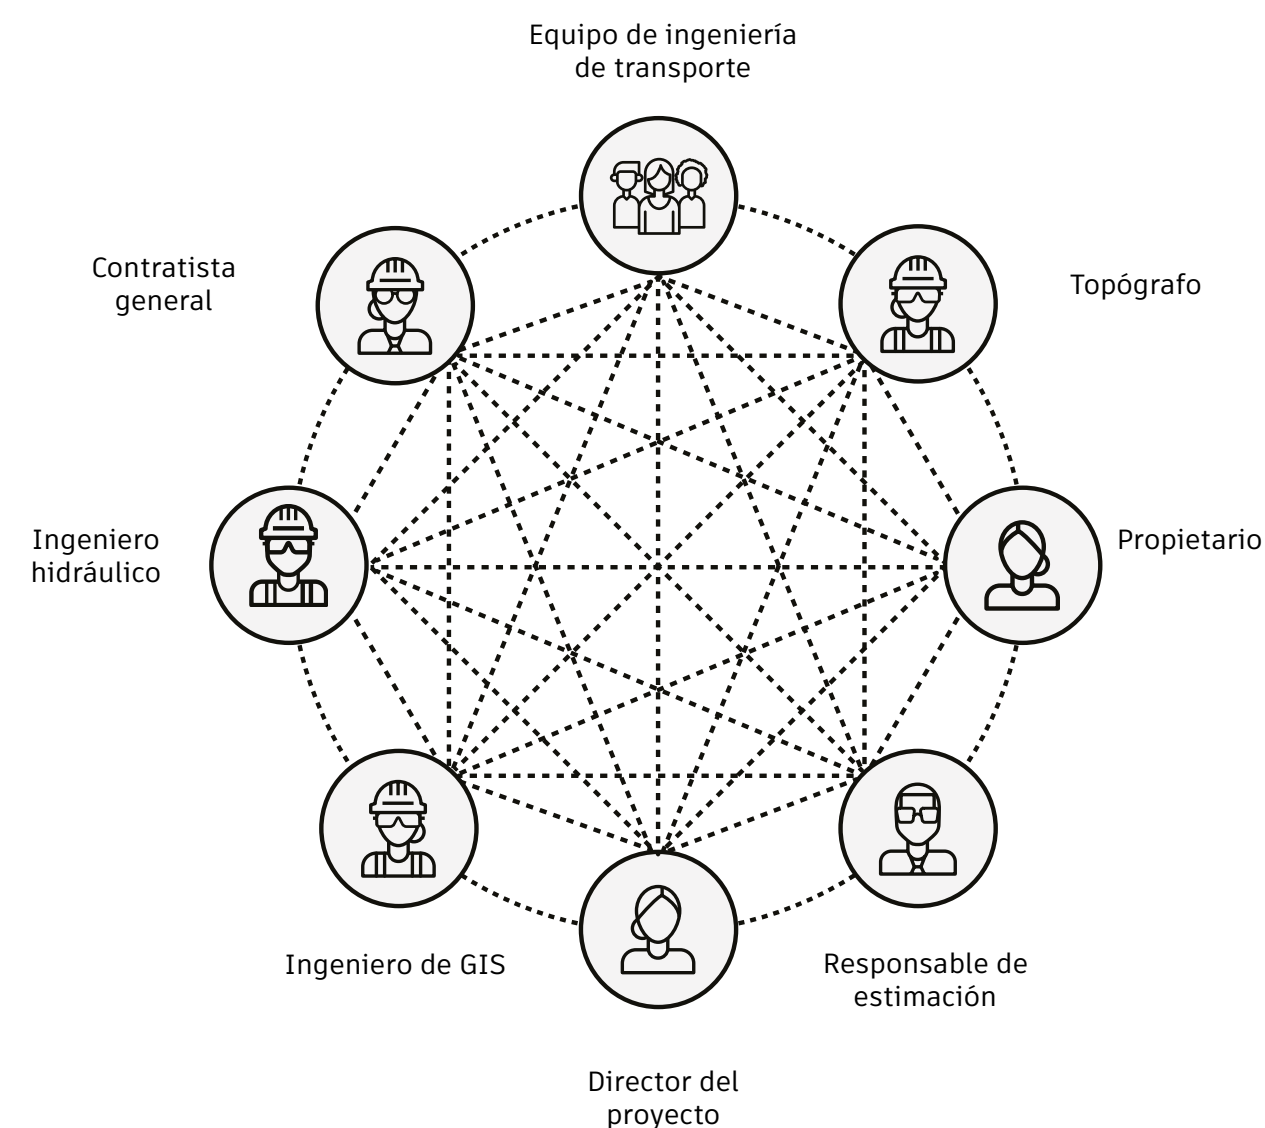 Equipo de ingeniería
de transporte
Contratista
general
Topógrafo
Ingeniero
hidráulico
Propietario
Ingeniero de GIS
Responsable de
estimación
Director del
proyecto